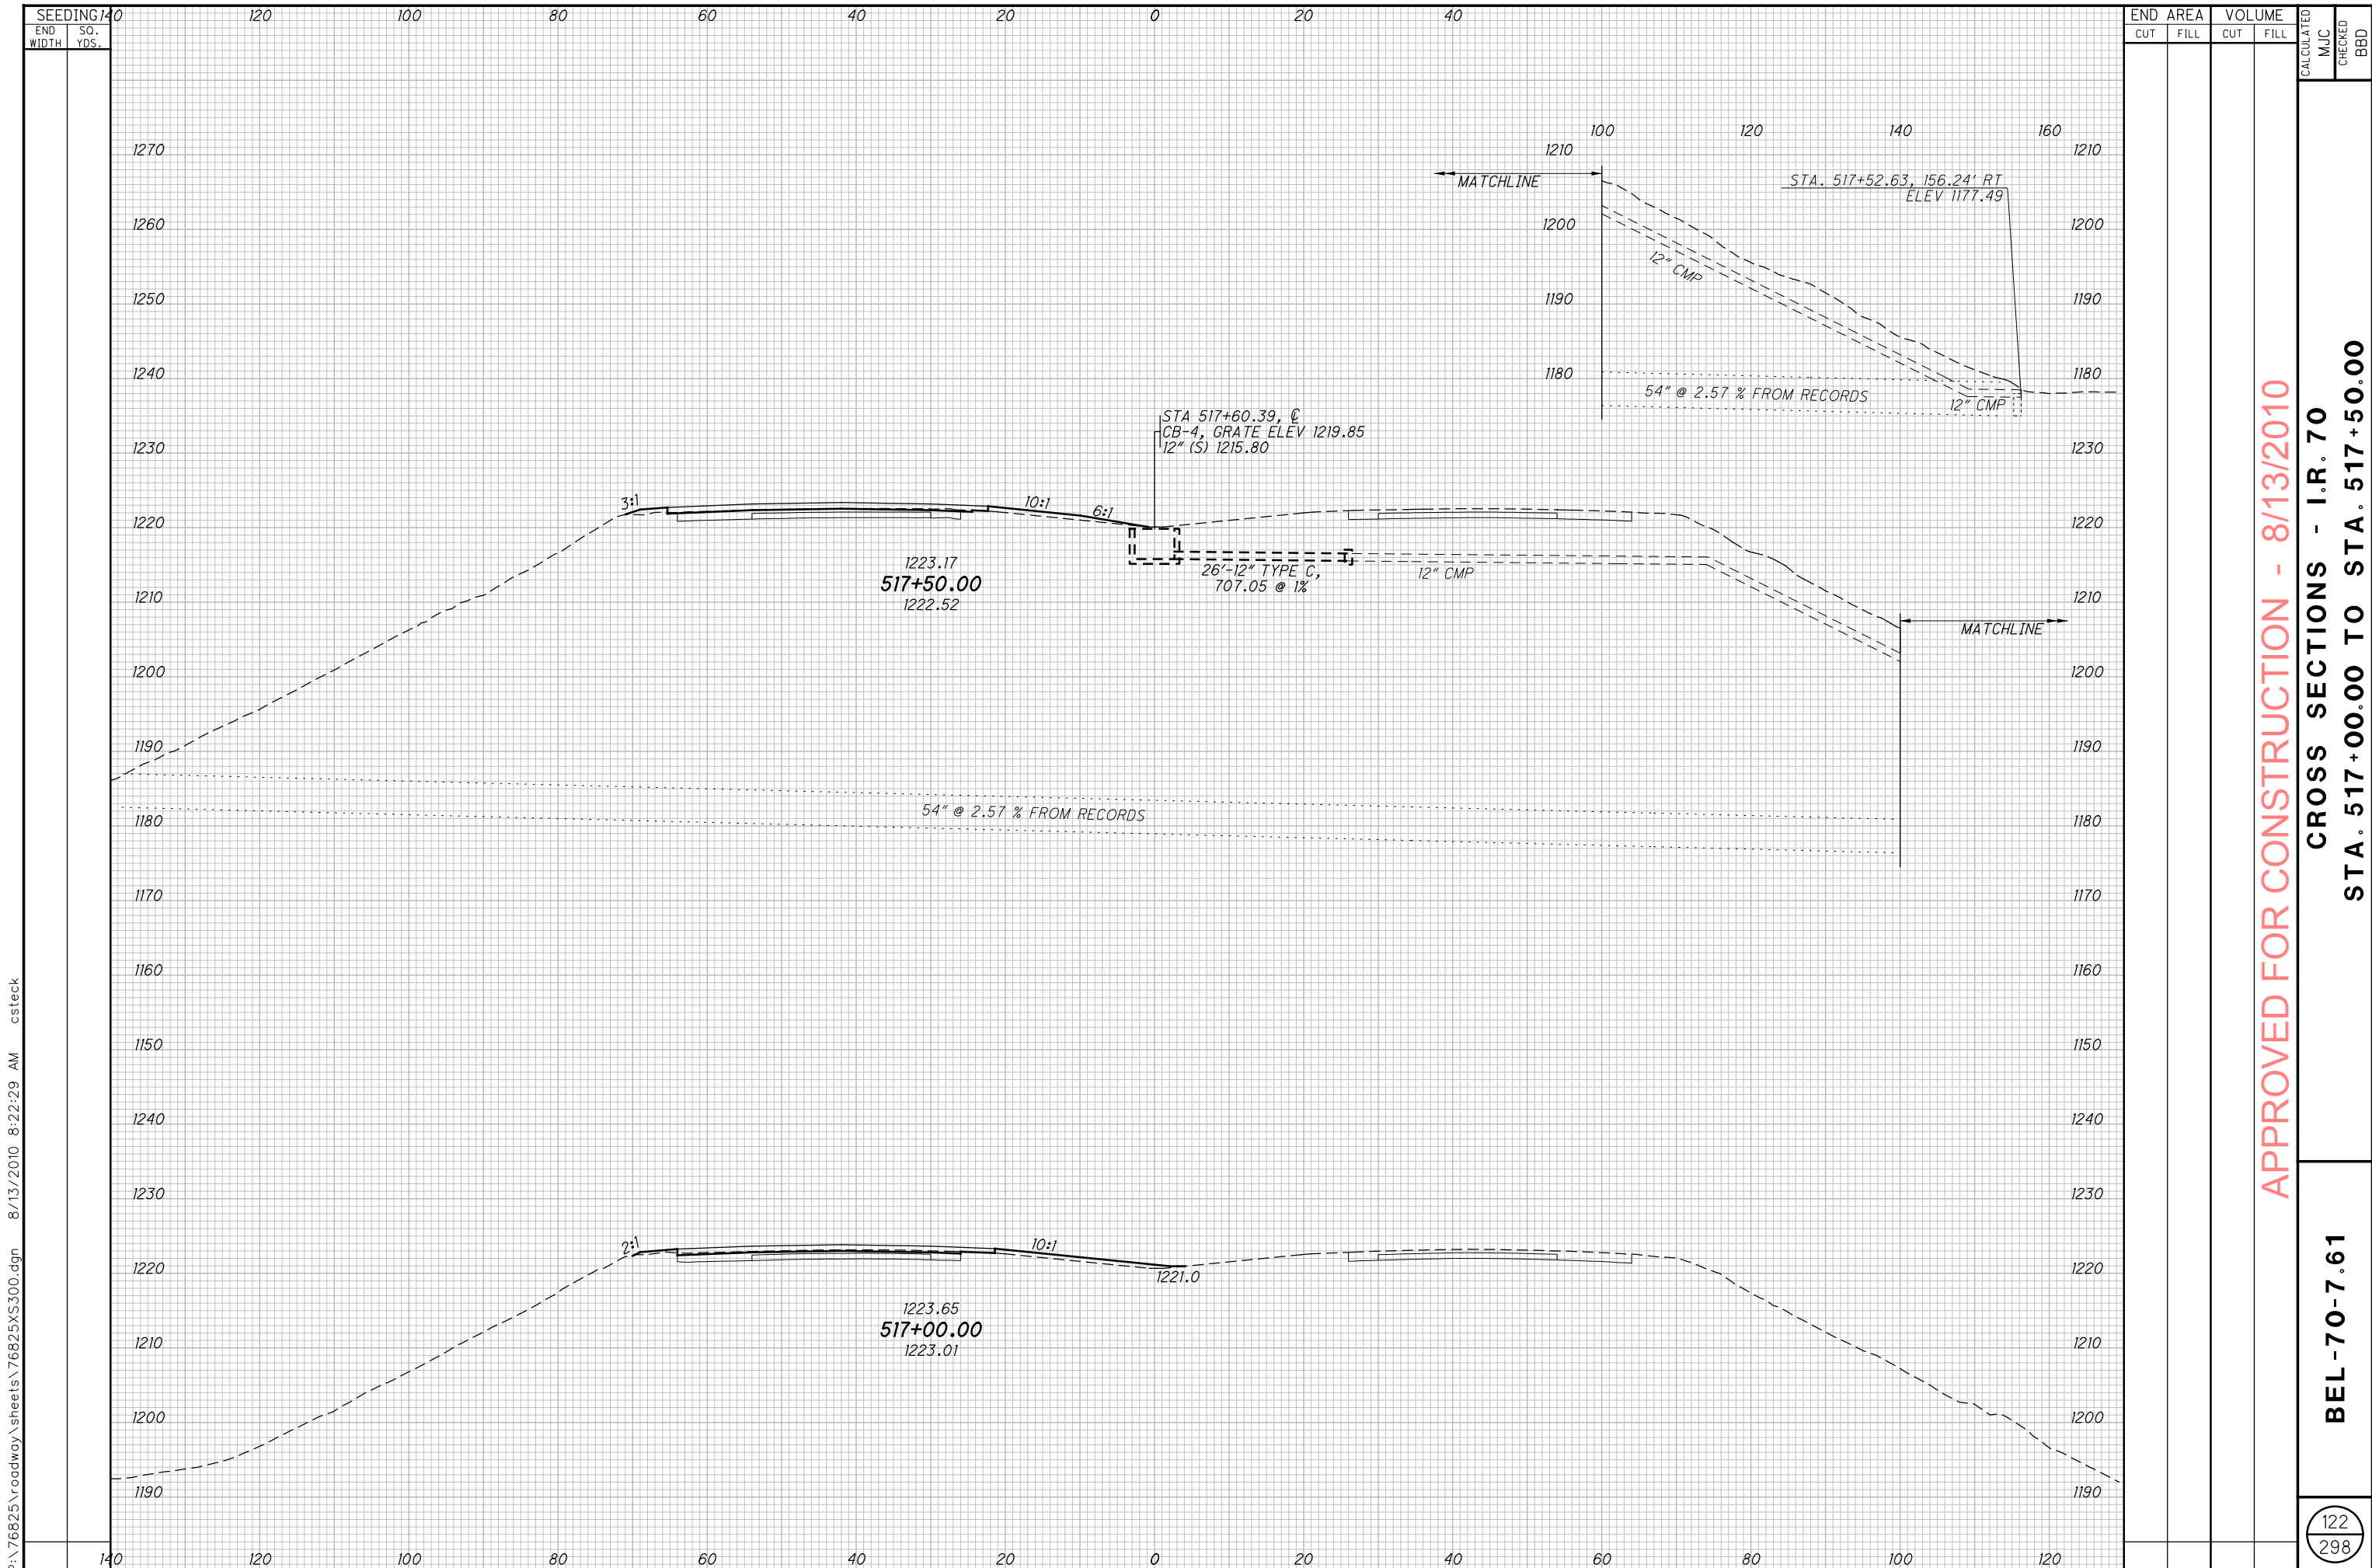 SEEDING
END WIDTH
SQ. YDS.
140 120 100 80 60 40 20 0 20 40
END AREA
VOLUME
CUT FILL CUT FILL
CALCULATED
MJC
CHECKED
BBD
100 120 140 160
1270
1210
1210
MATCHLINE
STA. 517+52.63, 156.24' RT
ELEV 1177.49
1260
1200
1200
12" CMP
1250
1190
1190
1240
1180
1180
54" @ 2.57 % FROM RECORDS
12" CMP
STA 517+60.39, ℄
CB-4, GRATE ELEV 1219.85
12" (S) 1215.80
1230
1230
3:1
10:1
6:1
1220
1220
1223.17
517+50.00
1222.52
26'-12" TYPE C,
707.05 @ 1%
12" CMP
1210
1210
MATCHLINE
1200
1200
1190
1190
54" @ 2.57 % FROM RECORDS
1180
1180
1170
1170
1160
1160
1150
1150
1240
1240
1230
1230
2:1
10:1
1220
1220
1221.0
1223.65
517+00.00
1223.01
1210
1210
1200
1200
1190
1190
140 120 100 80 60 40 20 0 20 40 60 80 100 120
APPROVED FOR CONSTRUCTION - 8/13/2010
CROSS SECTIONS - I.R. 70
STA. 517+00.00 TO STA. 517+50.00
BEL-70-7.61
122
298
\76825\roadway\sheets\76825XS300.dgn 8/13/2010 8:22:29 AM csteck